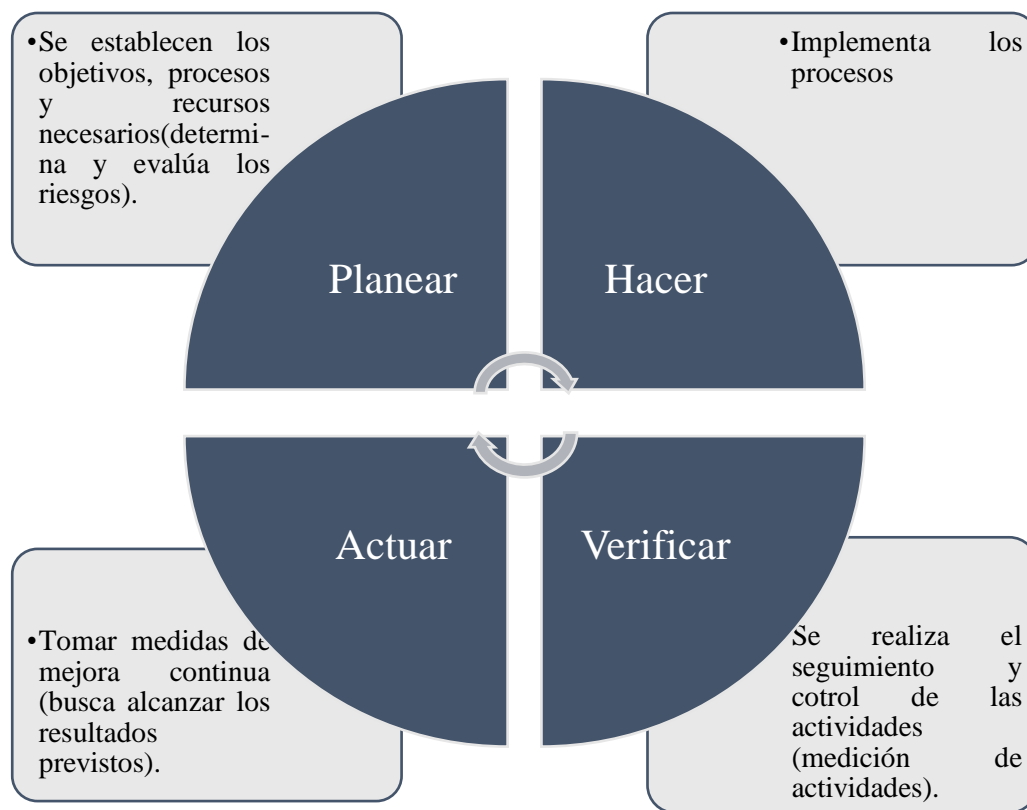 •Se establecen los
objetivos, procesos
y recursos
necesarios(determi-
na y evalúa los
riesgos).
•Implementa los
procesos
Planear
Hacer
Actuar
Verificar
•Tomar medidas de
mejora continua
(busca alcanzar los
resultados
previstos).
Se realiza el
seguimiento y
cotrol de las
actividades
(medición de
actividades).